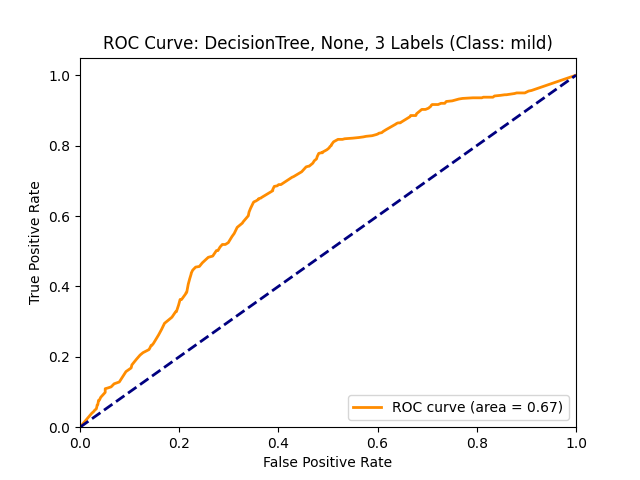 ROC Curve: DecisionTree, None, 3 Labels (Class: mild)
1.0
0.8
0.6
0.4
0.2
0.0
True Positive Rate
ROC curve (area = 0.67)
0.0 0.2 0.4 0.6 0.8 1.0
False Positive Rate